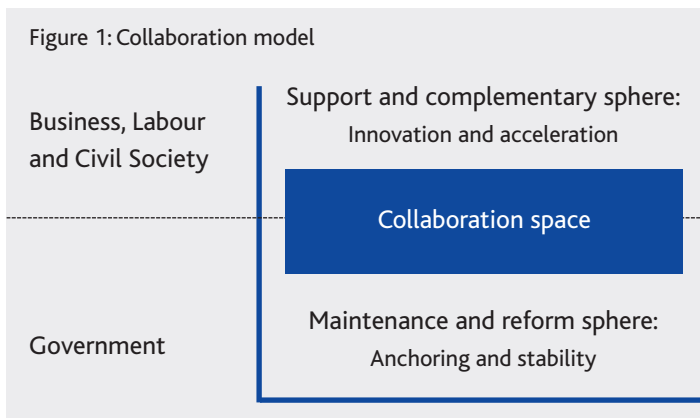 Figure 1: Collaboration model
Business, Labour
and Civil Society
Support and complementary sphere:
Innovation and acceleration
Collaboration space
Government
Maintenance and reform sphere:
Anchoring and stability